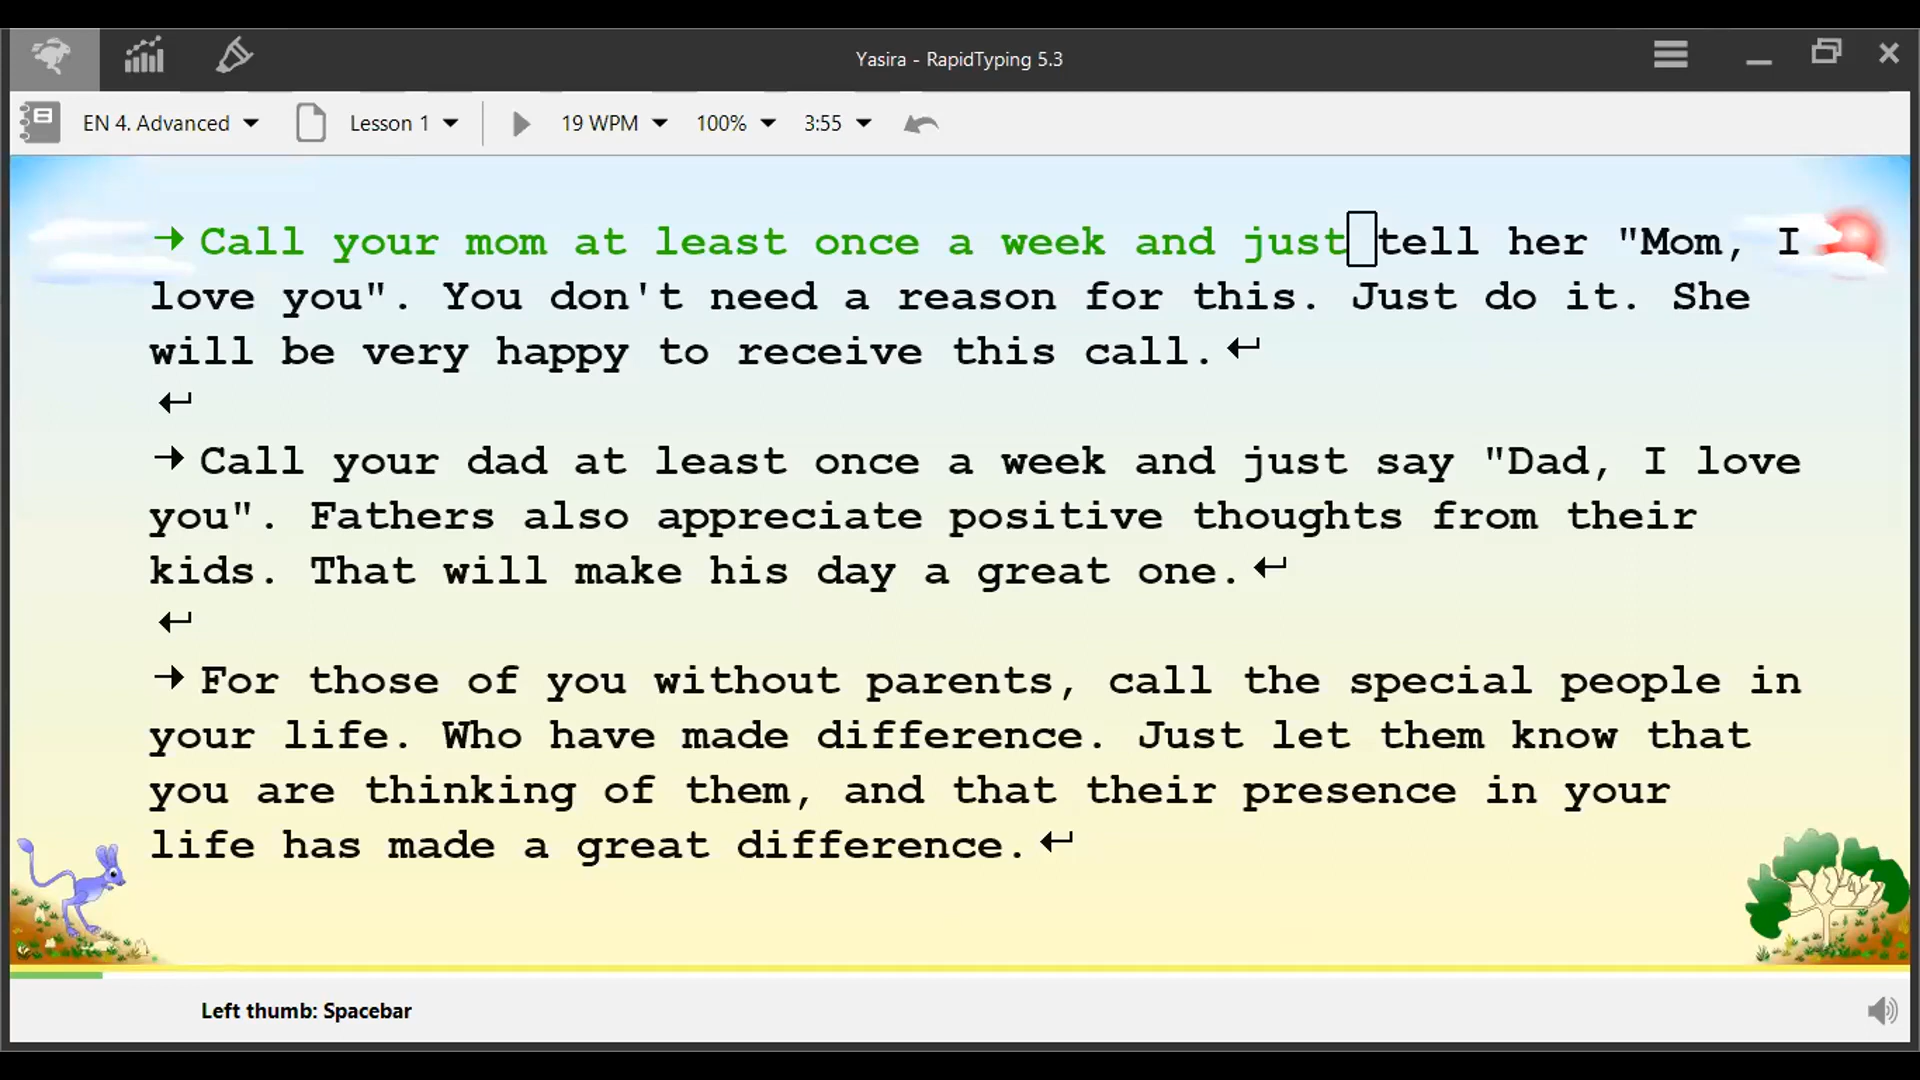 Yasira - RapidTyping 5.3
EN 4. Advanced Lesson 1 19 WPM 100% 3:55
→ Call your mom at least once a week and just tell her "Mom, I
love you". You don't need a reason for this. Just do it. She
will be very happy to receive this call.↵
↵
→ Call your dad at least once a week and just say "Dad, I love
you". Fathers also appreciate positive thoughts from their
kids. That will make his day a great one.↵
↵
→ For those of you without parents, call the special people in
your life. Who have made difference. Just let them know that
you are thinking of them, and that their presence in your
life has made a great difference.↵
Left thumb: Spacebar